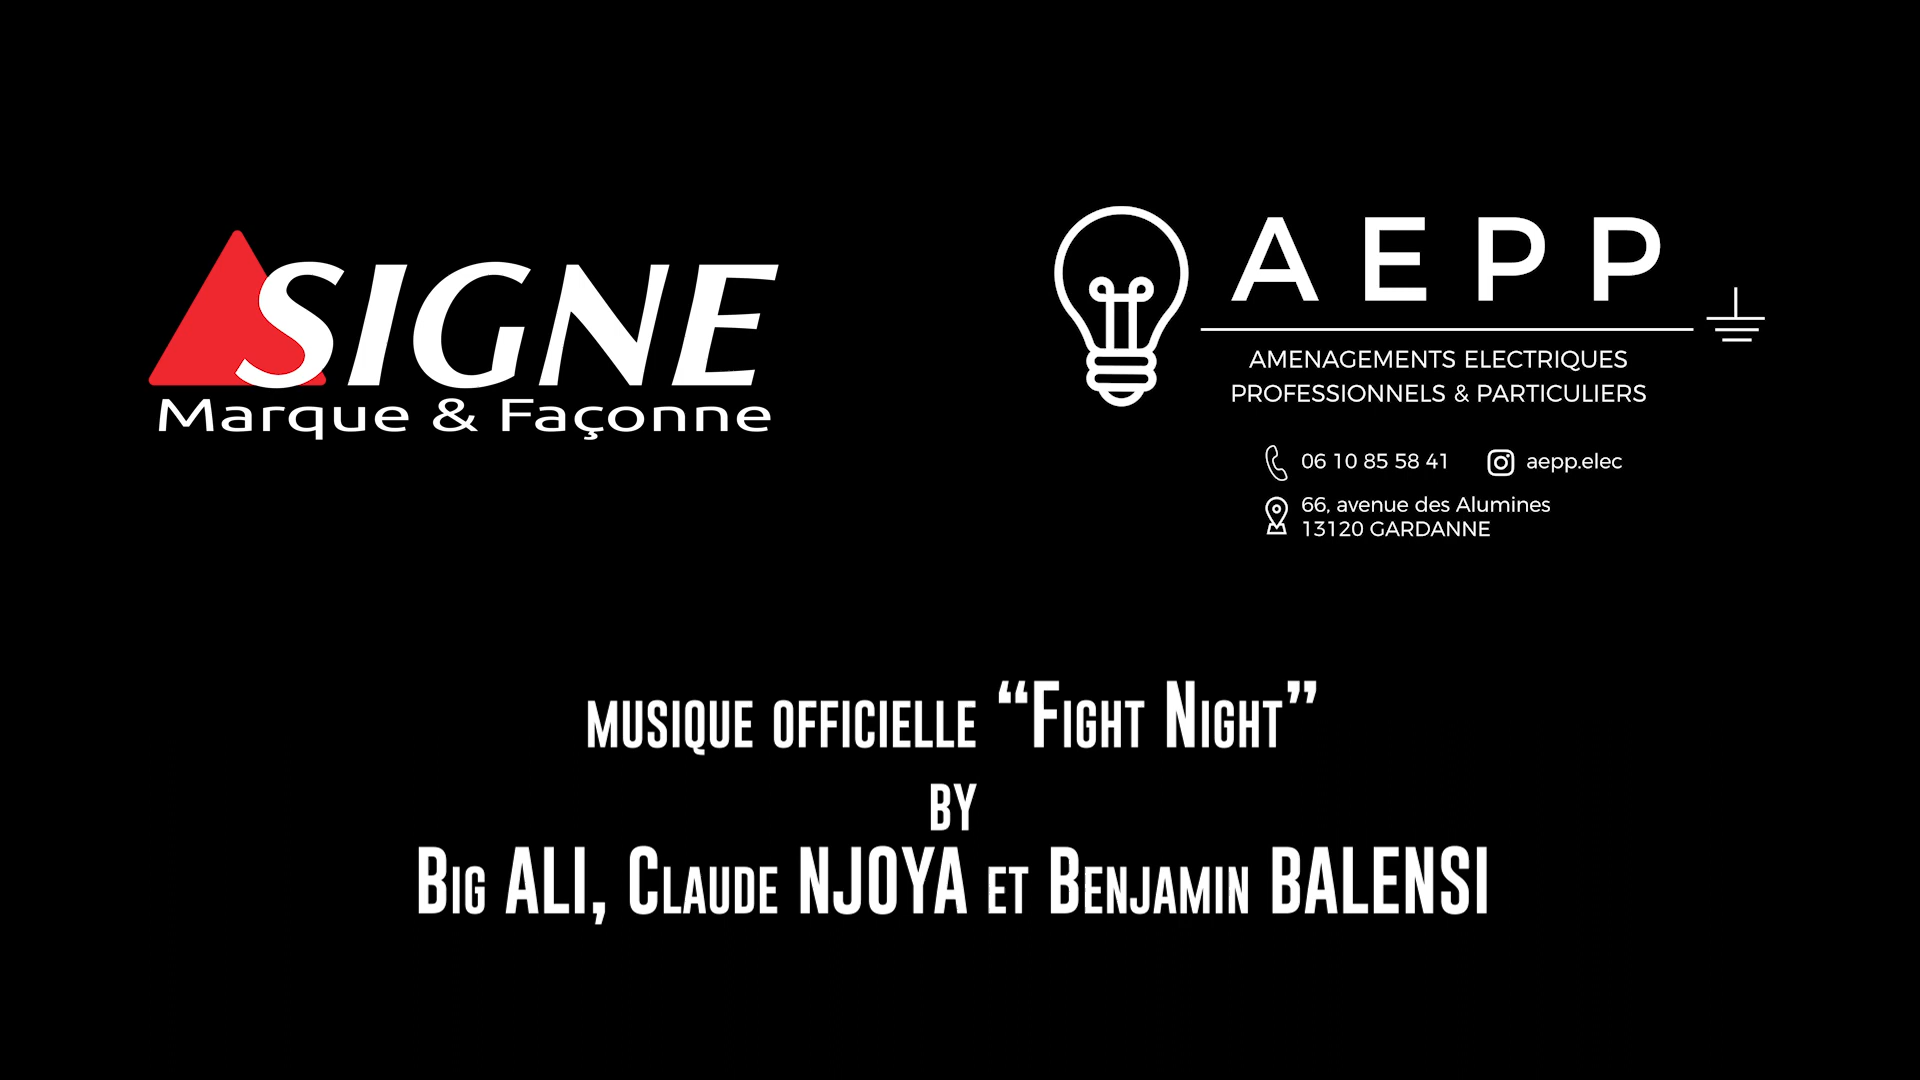 SIGNE
Marque & Façonne
AEPP
AMENAGEMENTS ELECTRIQUES
PROFESSIONNELS & PARTICULIERS
06 10 85 58 41 aepp.elec
66, avenue des Alumines
13120 GARDANNE
MUSIQUE OFFICIELLE “FIGHT NIGHT”
BY
BIG ALI, CLAUDE NJOYA ET BENJAMIN BALENSI